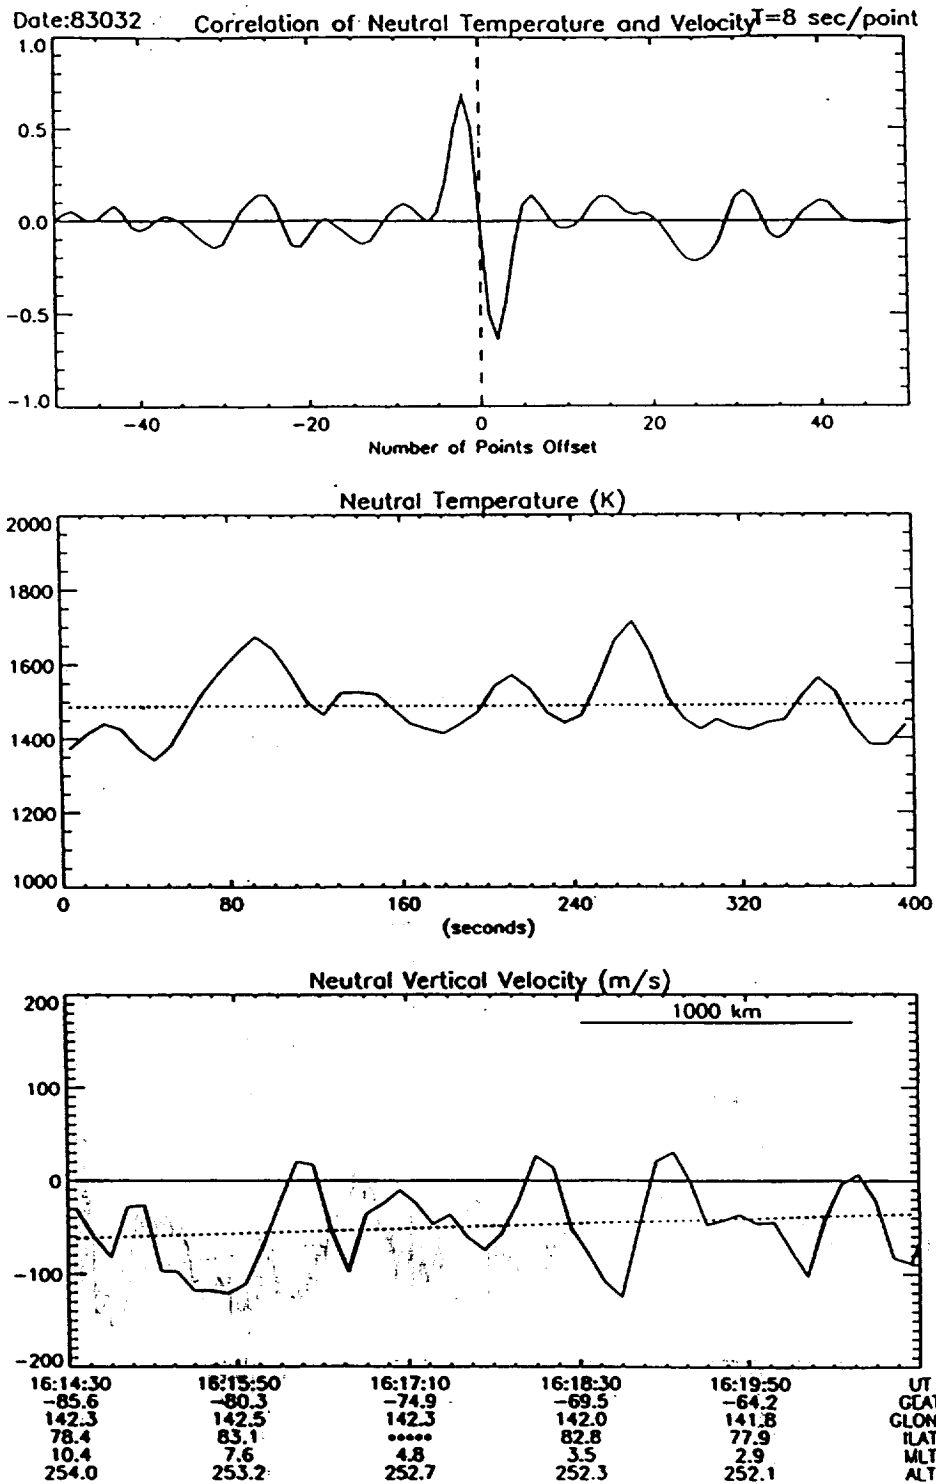 Date:83032 Correlation of Neutral Temperature and Velocity T=8 sec/point
1.0
0.5
0.0
-0.5
-1.0
-40 -20 0 20 40
Number of Points Offset
Neutral Temperature (K)
2000
1800
1600
1400
1200
1000
0 80 160 240 320 400
(seconds)
Neutral Vertical Velocity (m/s)
200
1000 km
100
0
-100
-200
16:14:30 16:15:50 16:17:10 16:18:30 16:19:50 UT
-85.6 -80.3 -74.9 -69.5 -64.2 GLAT
142.3 142.5 142.3 142.0 141.8 GLON
78.4 83.1 ***** 82.8 77.9 ILAT
10.4 7.6 4.8 3.5 2.9 MLT
254.0 253.2 252.7 252.3 252.1 ALT